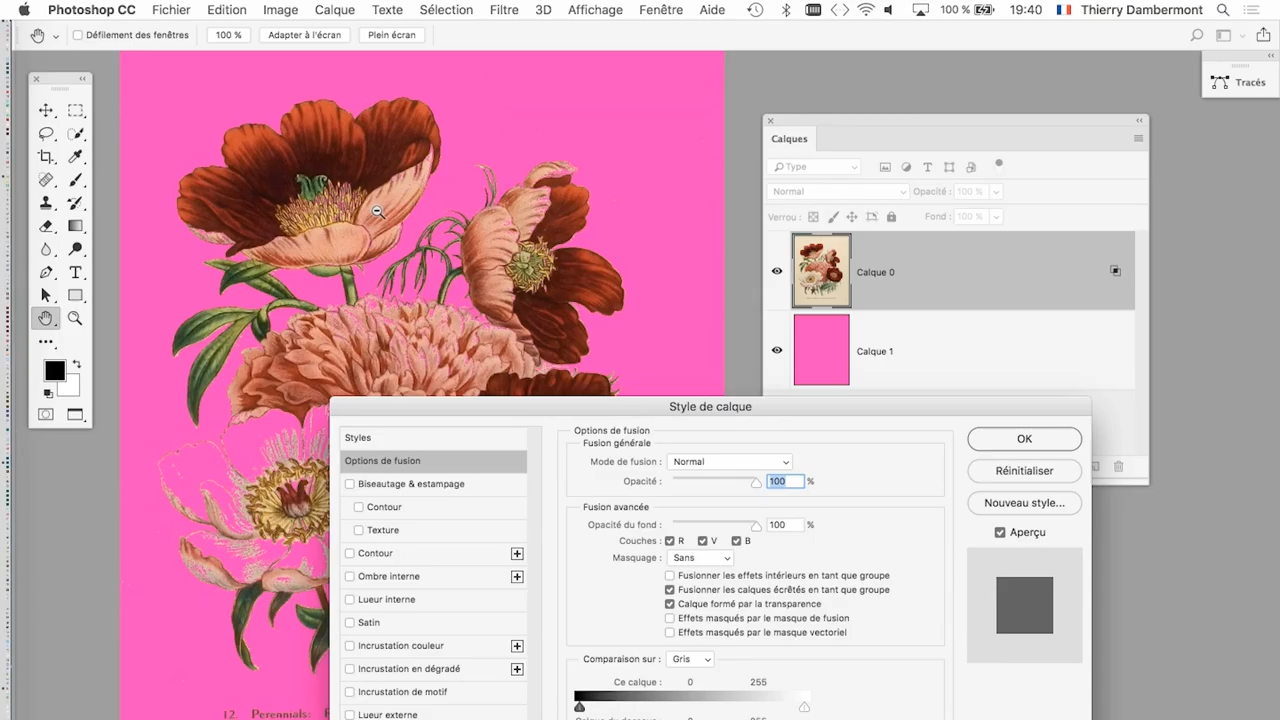 Photoshop CC Fichier Edition Image Calque Texte Sélection Filtre 3D Affichage Fenêtre Aide 100 % 19:40 Thierry Dambermont
Défilement des fenêtres 100 % Adapter à l'écran Plein écran
Tracés
Calques
Type
Normal Opacité : 100 %
Verrou : Fond : 100 %
Calque 0
Calque 1
Style de calque
Styles
Options de fusion
Biseautage & estampage
Contour
Texture
Contour
Ombre interne
Lueur interne
Satin
Incrustation couleur
Incrustation en dégradé
Incrustation de motif
Lueur externe
Options de fusion
Fusion générale
Mode de fusion : Normal
Opacité : 100 %
Fusion avancée
Opacité du fond : 100 %
Couches : R V B
Masquage : Sans
Fusionner les effets intérieurs en tant que groupe
Fusionner les calques écrêtés en tant que groupe
Calque formé par la transparence
Effets masqués par le masque de fusion
Effets masqués par le masque vectoriel
Comparaison sur : Gris
Ce calque : 0 255
OK
Réinitialiser
Nouveau style...
Aperçu
12. Perennials: